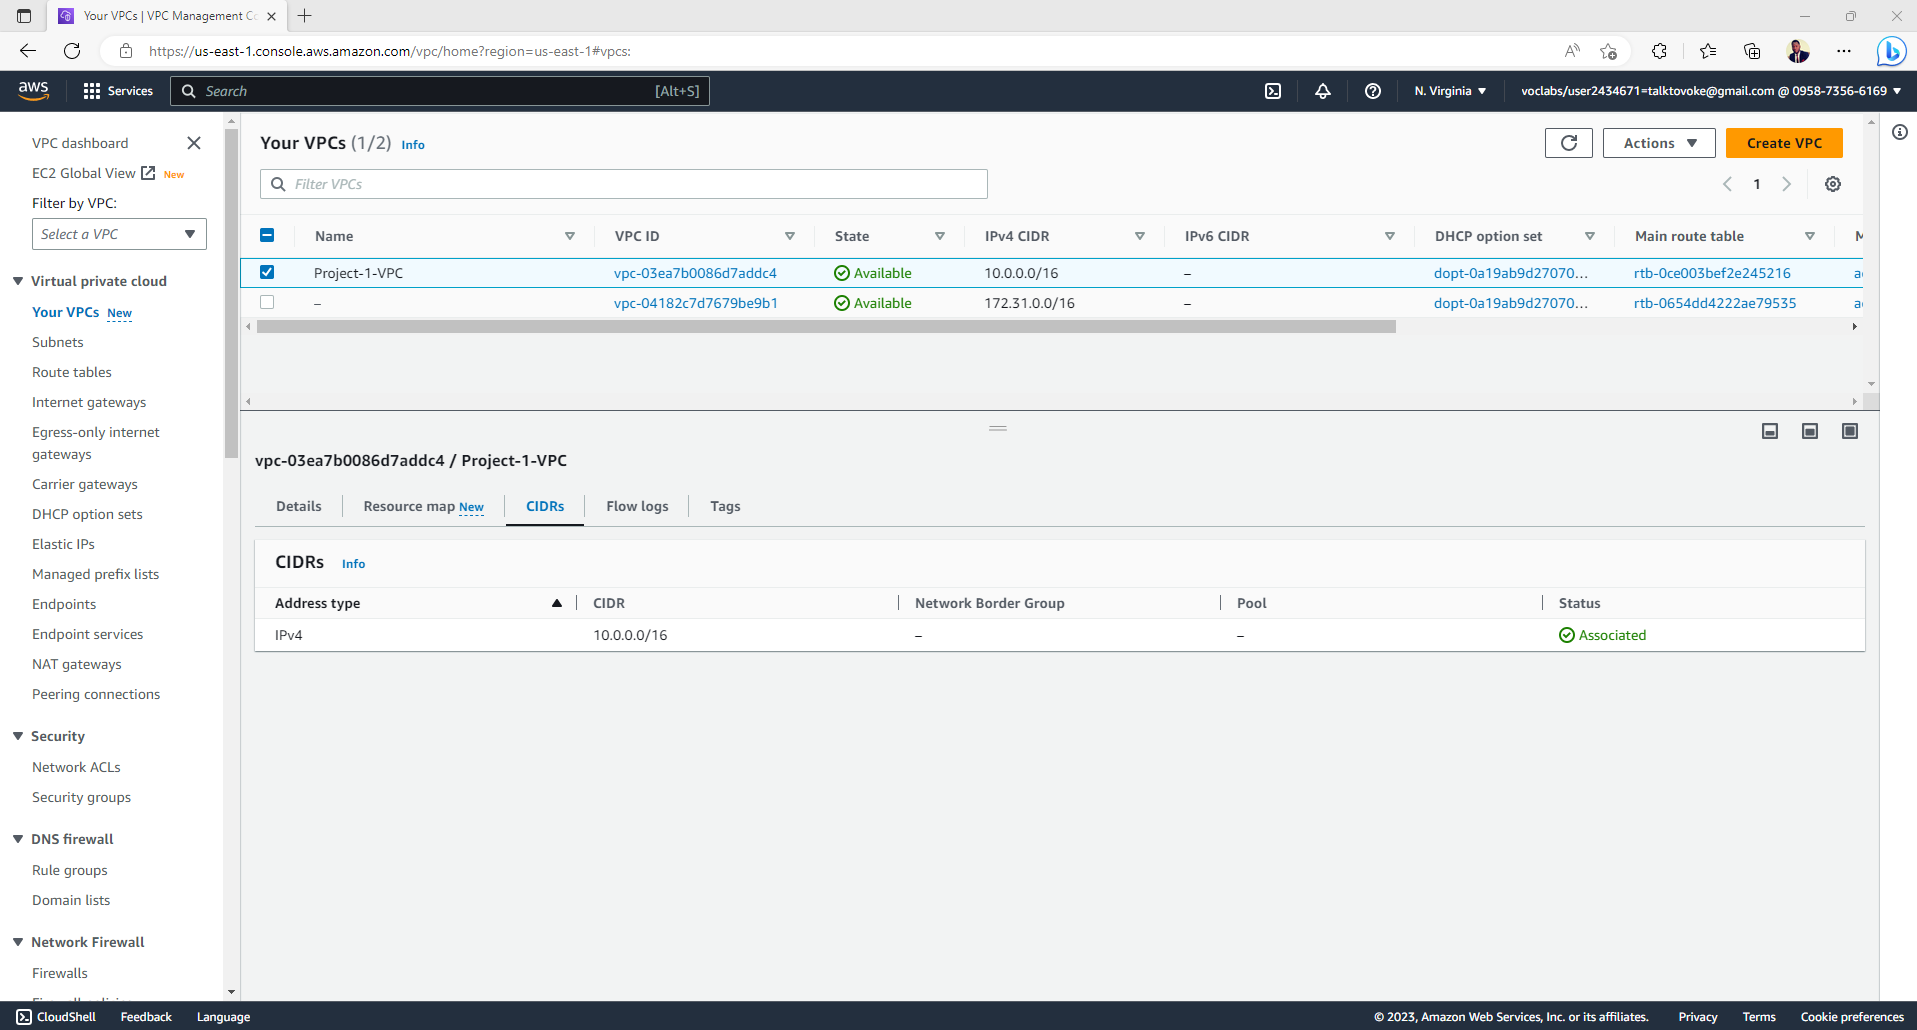 Your VPCs | VPC Management Co
https://us-east-1.console.aws.amazon.com/vpc/home?region=us-east-1#vpcs:
aws Services Search [Alt+S] N. Virginia voclabs/user2434671=talktovoke@gmail.com @ 0958-7356-6169
VPC dashboard
EC2 Global View New
Filter by VPC:
Select a VPC
Virtual private cloud
Your VPCs New
Subnets
Route tables
Internet gateways
Egress-only internet
gateways
Carrier gateways
DHCP option sets
Elastic IPs
Managed prefix lists
Endpoints
Endpoint services
NAT gateways
Peering connections
Security
Network ACLs
Security groups
DNS firewall
Rule groups
Domain lists
Network Firewall
Firewalls
Your VPCs (1/2) Info
Actions Create VPC
Filter VPCs
1
Name VPC ID State IPv4 CIDR IPv6 CIDR DHCP option set Main route table M
Project-1-VPC vpc-03ea7b0086d7addc4 Available 10.0.0.0/16 – dopt-0a19ab9d27070... rtb-0ce003bef2e245216 a
– vpc-04182c7d7679be9b1 Available 172.31.0.0/16 – dopt-0a19ab9d27070... rtb-0654dd4222ae79535 a
vpc-03ea7b0086d7addc4 / Project-1-VPC
Details Resource map New CIDRs Flow logs Tags
CIDRs Info
Address type CIDR Network Border Group Pool Status
IPv4 10.0.0.0/16 – – Associated
CloudShell Feedback Language © 2023, Amazon Web Services, Inc. or its affiliates. Privacy Terms Cookie preferences